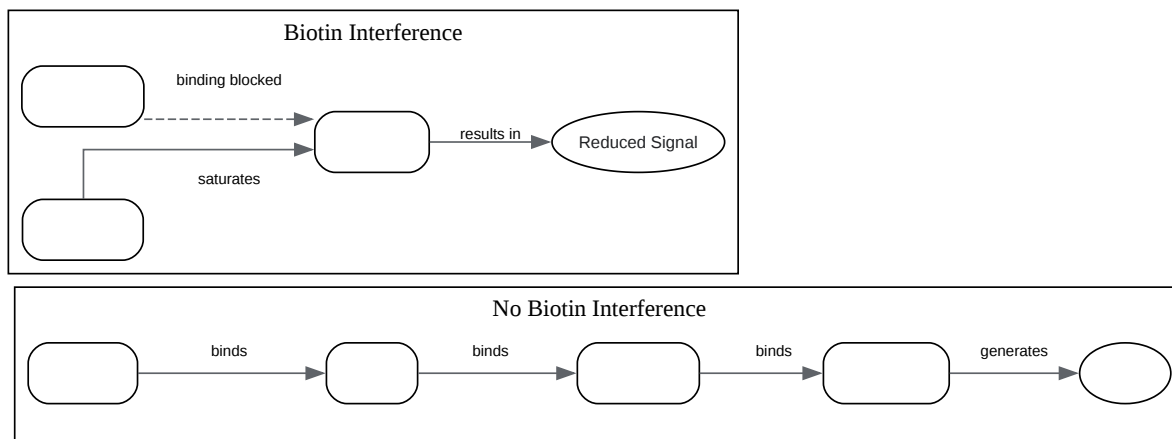 Biotin Interference
binding blocked
results in
Reduced Signal
saturates
No Biotin Interference
binds
binds
binds
generates